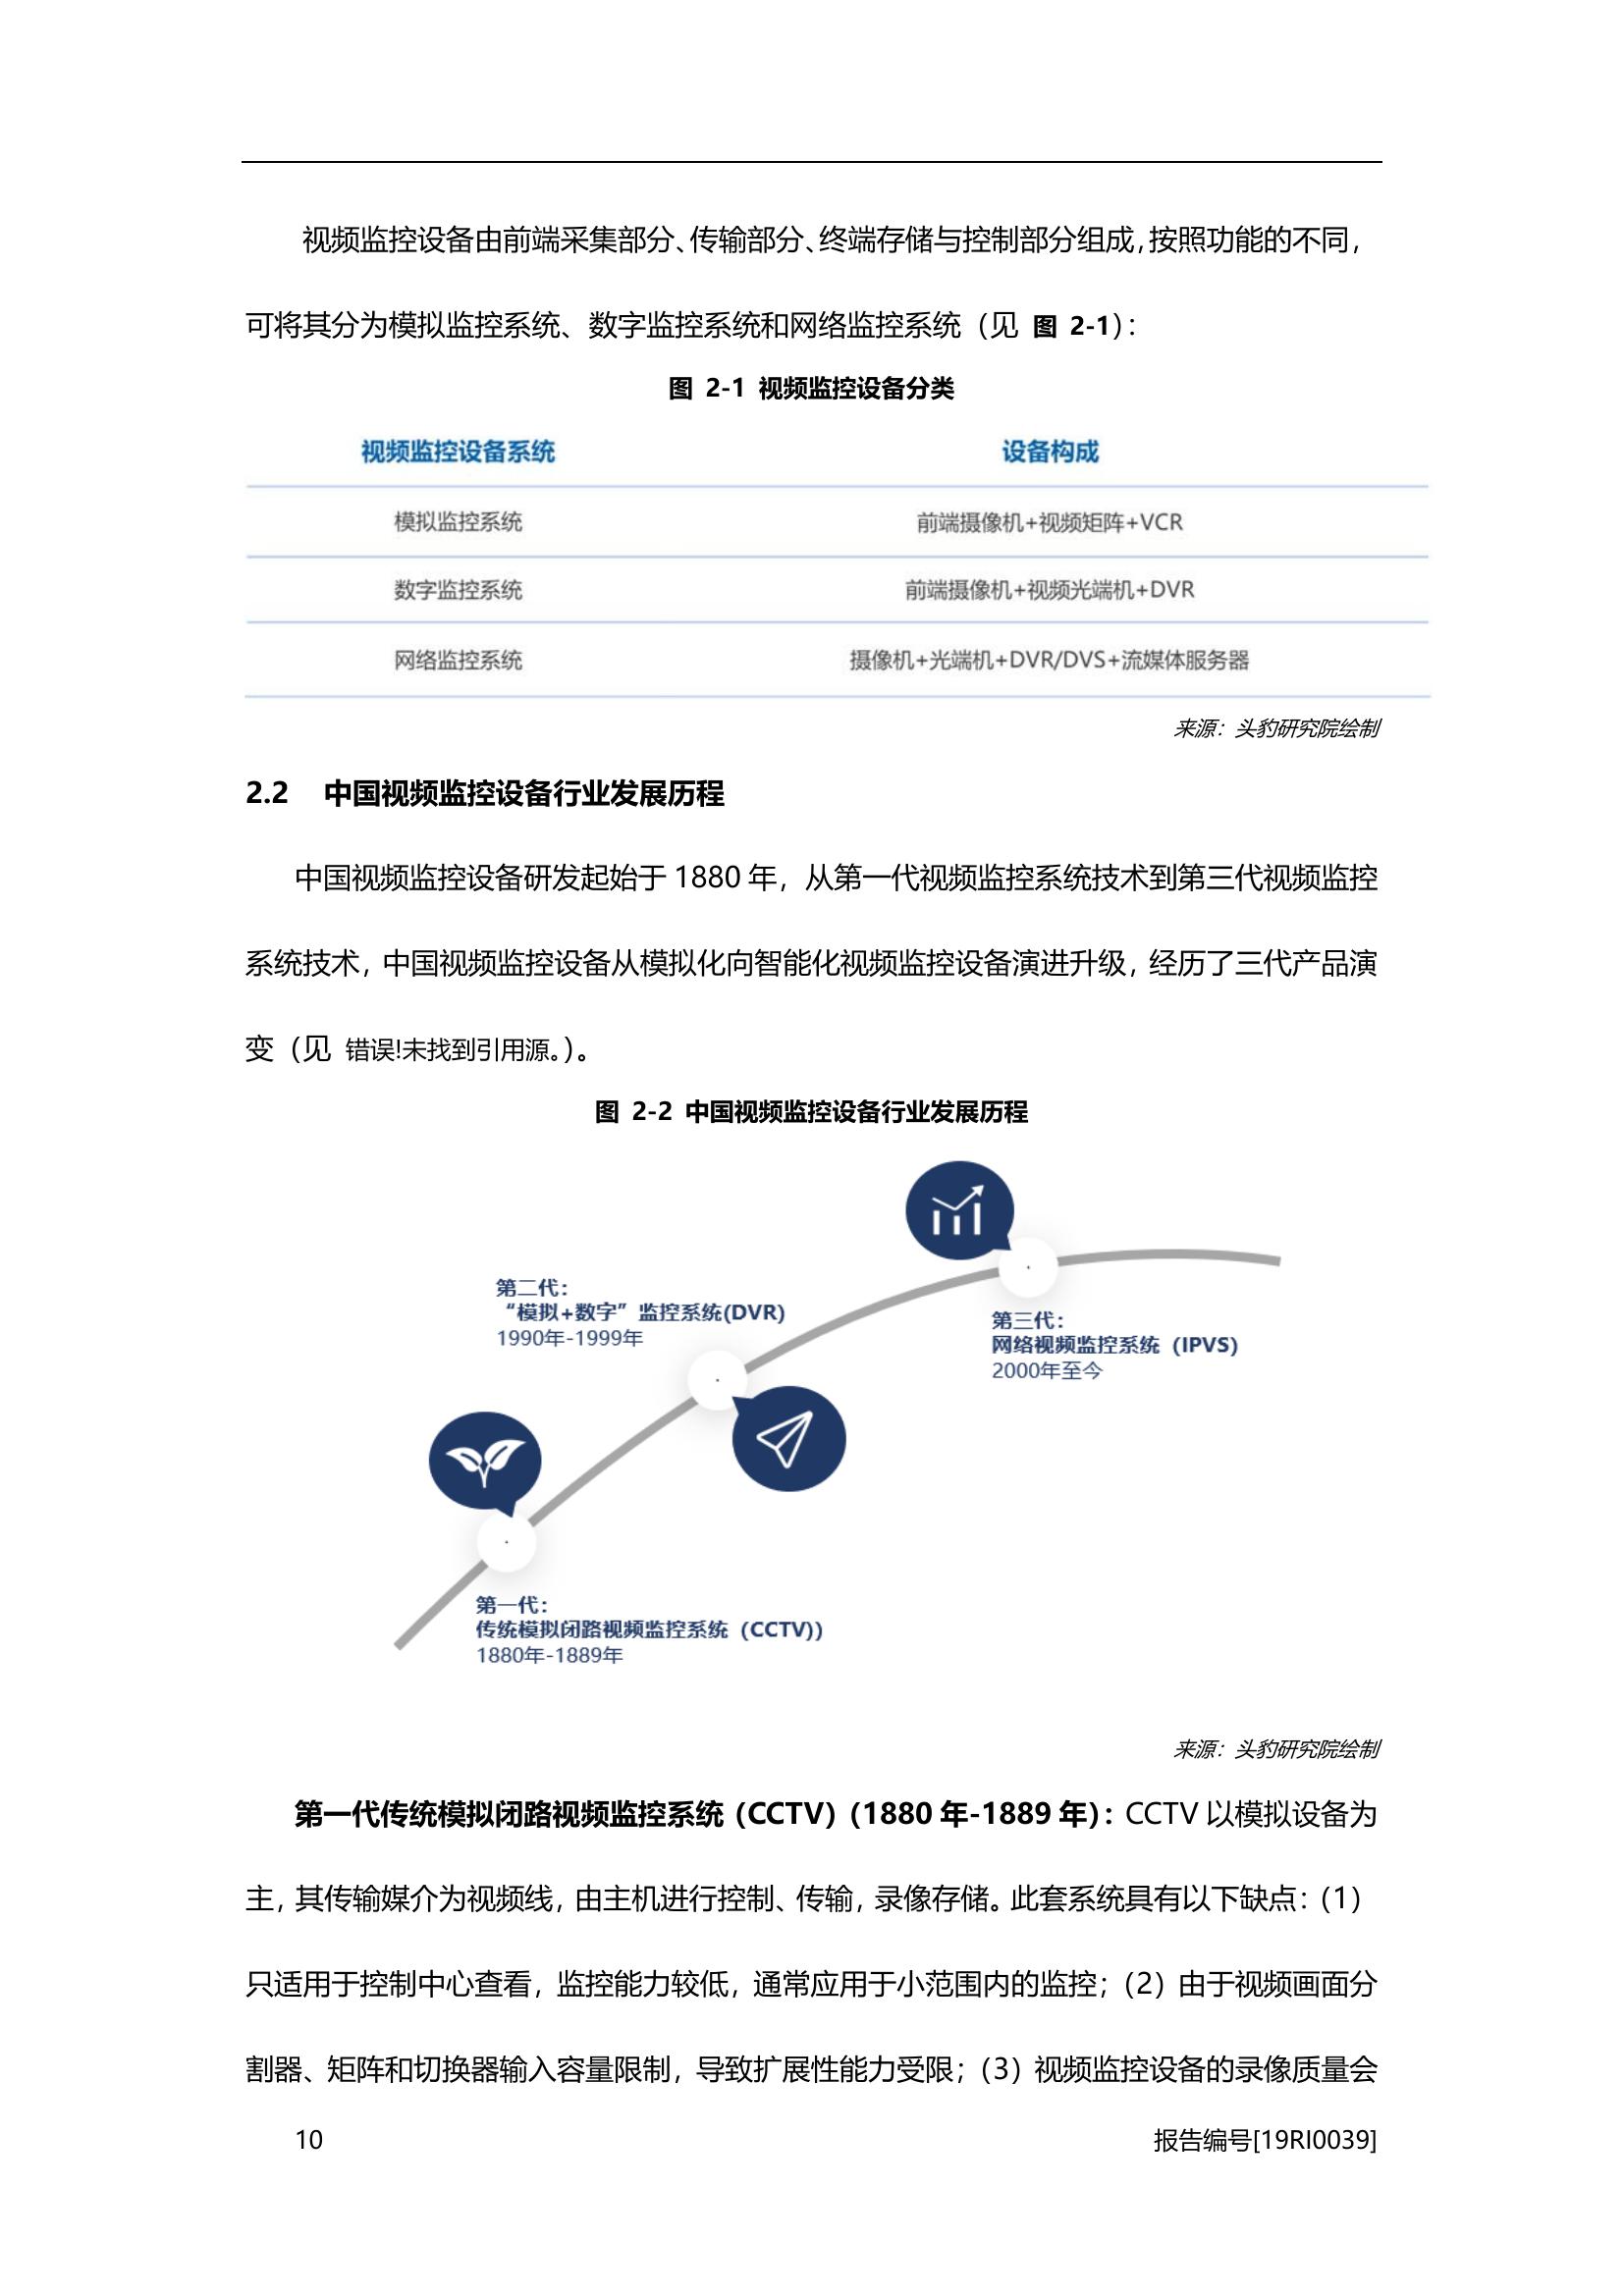 视频监控设备由前端采集部分、传输部分、终端存储与控制部分组成,按照功能的不同,
可将其分为模拟监控系统、数字监控系统和网络监控系统（见 图 2-1）：
图 2-1 视频监控设备分类
视频监控设备系统 设备构成
模拟监控系统 前端摄像机+视频矩阵+VCR
数字监控系统 前端摄像机+视频光端机+DVR
网络监控系统 摄像机+光端机+DVR/DVS+流媒体服务器
来源：头豹研究院绘制
2.2 中国视频监控设备行业发展历程
中国视频监控设备研发起始于 1880 年，从第一代视频监控系统技术到第三代视频监控
系统技术，中国视频监控设备从模拟化向智能化视频监控设备演进升级，经历了三代产品演
变（见 错误!未找到引用源。）。
图 2-2 中国视频监控设备行业发展历程
第二代：
“模拟+数字”监控系统(DVR)
1990年-1999年
第三代：
网络视频监控系统（IPVS)
2000年至今
第一代：
传统模拟闭路视频监控系统（CCTV)）
1880年-1889年
来源：头豹研究院绘制
第一代传统模拟闭路视频监控系统（CCTV）（1880 年-1889 年）：CCTV 以模拟设备为
主，其传输媒介为视频线，由主机进行控制、传输，录像存储。此套系统具有以下缺点：（1）
只适用于控制中心查看，监控能力较低，通常应用于小范围内的监控；（2）由于视频画面分
割器、矩阵和切换器输入容量限制，导致扩展性能力受限；（3）视频监控设备的录像质量会
10 报告编号[19RI0039]